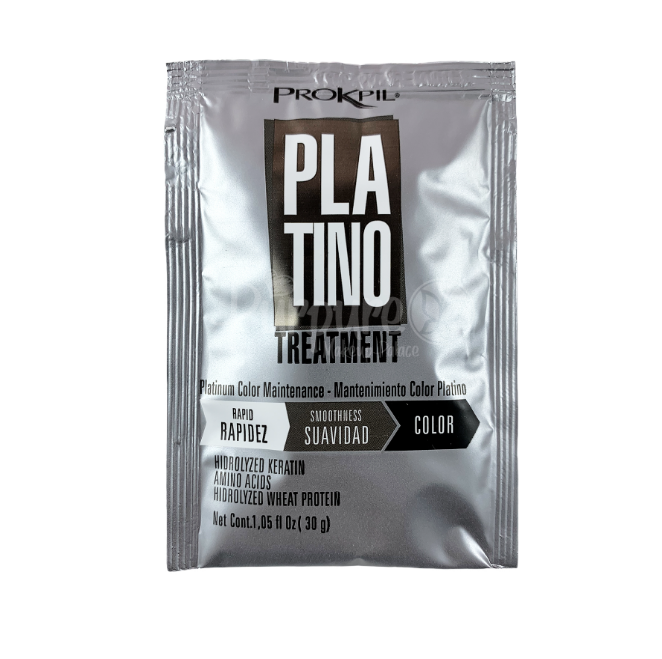 PROKPIL®
PLA
TINO
TREATMENT
Platinum Color Maintenance - Mantenimiento Color Platino
RAPID
RAPIDEZ
SMOOTHNESS
SUAVIDAD
COLOR
HIDROLYZED KERATIN
AMINO ACIDS
HIDROLYZED WHEAT PROTEIN
Net Cont.1,05 fl Oz( 30 g)